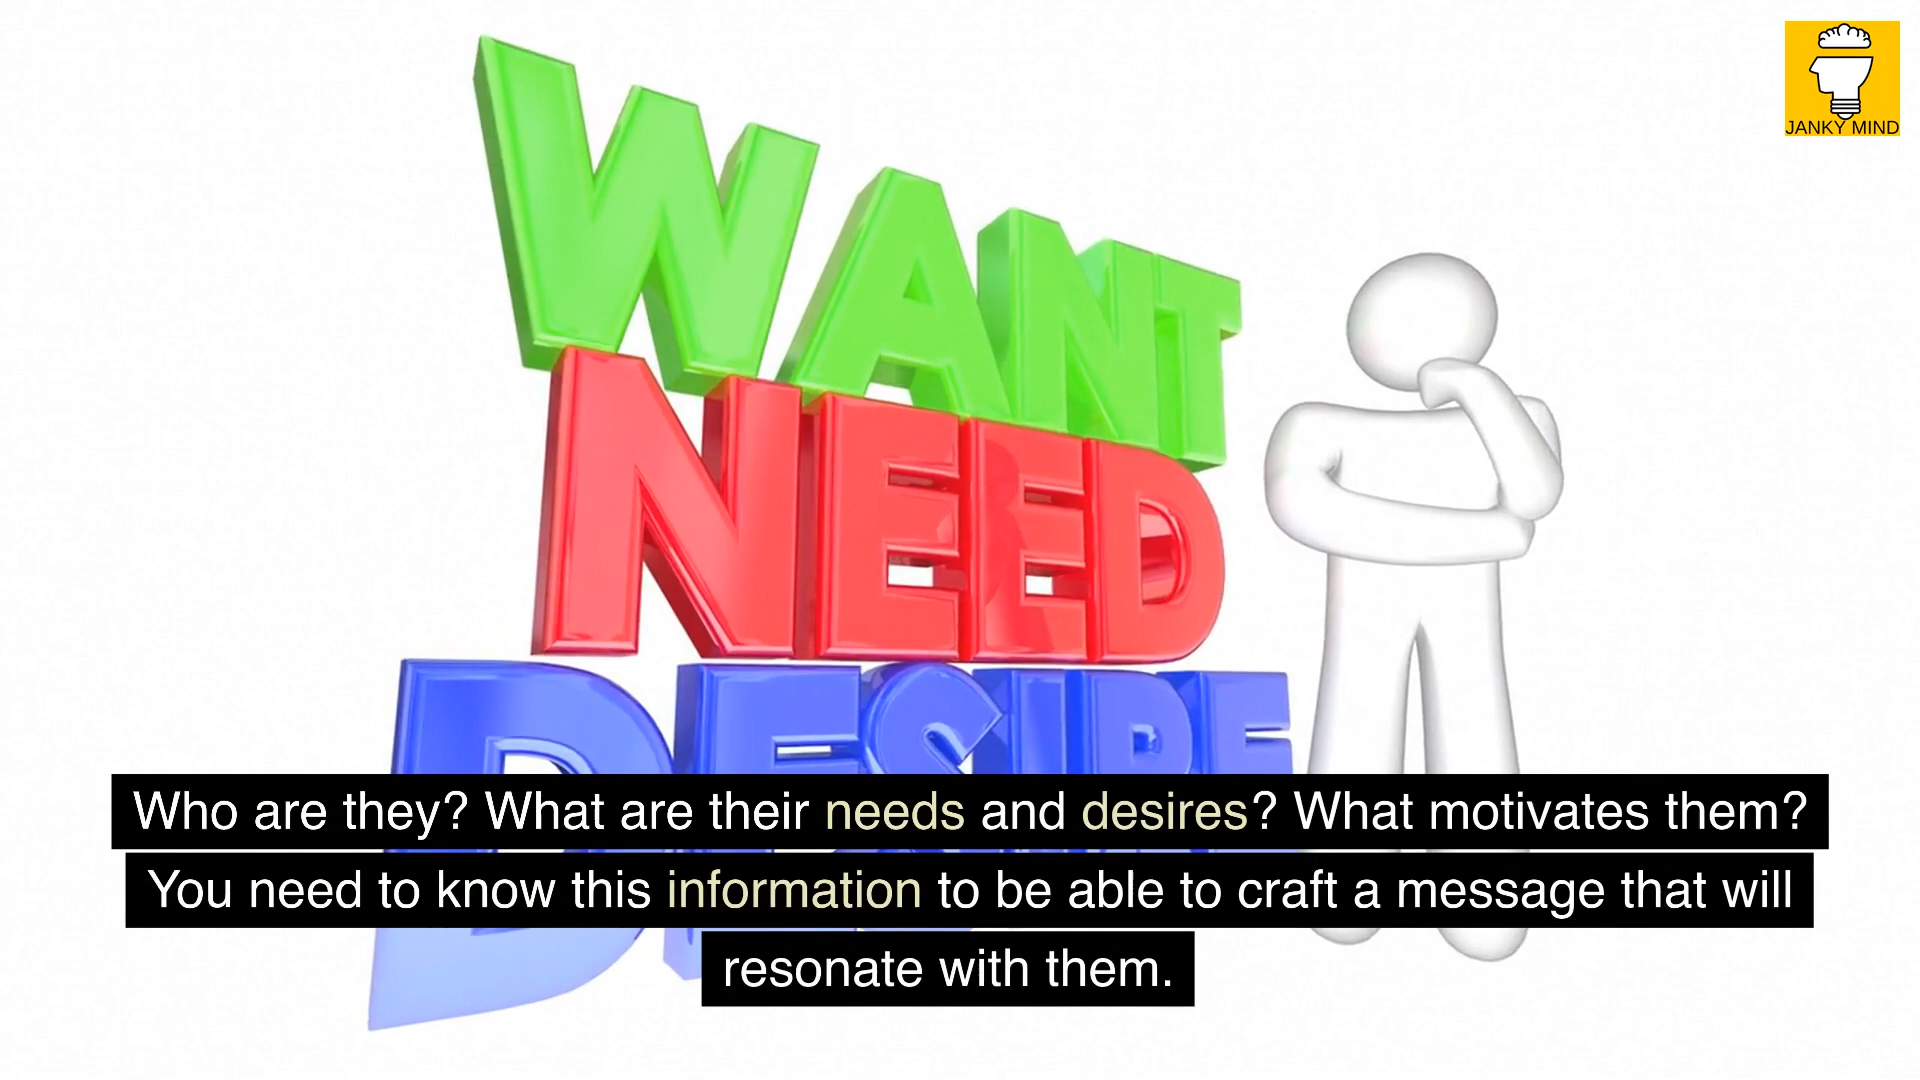 JANKY MIND
WANT
NEED
DESIRE
Who are they? What are their needs and desires? What motivates them?
You need to know this information to be able to craft a message that will
resonate with them.